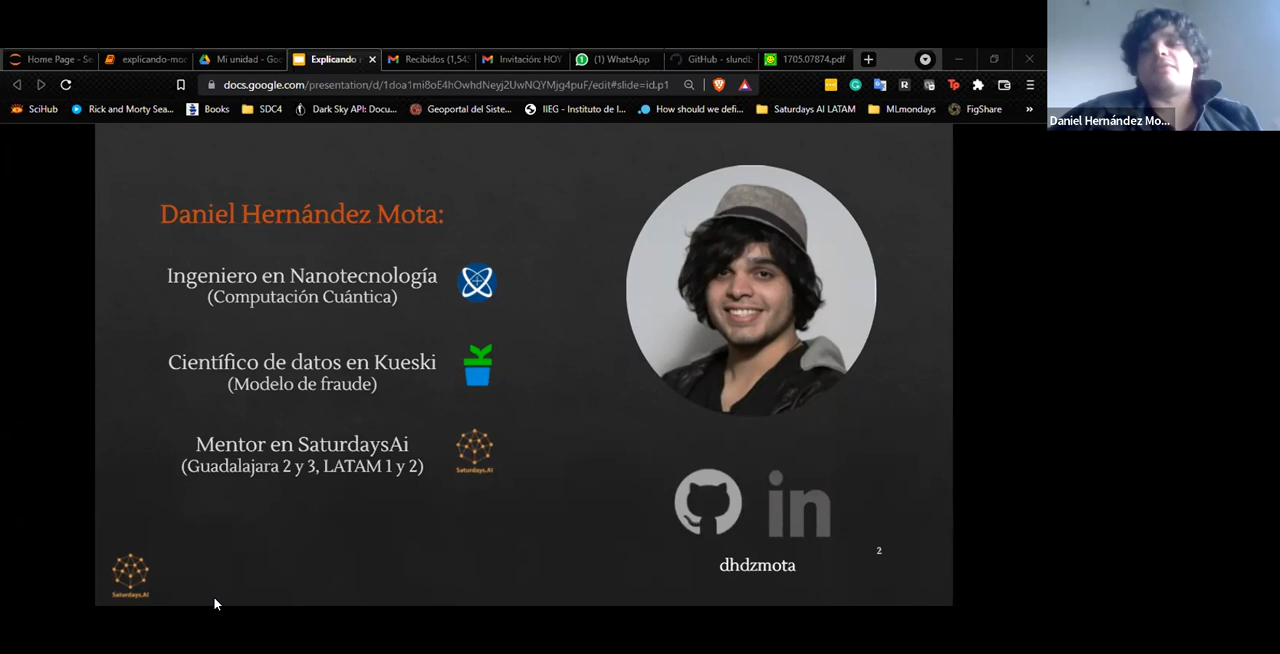 Home Page - Se
explicando-mod
Mi unidad - Goo
Explicando
Recibidos (1,54
Invitación: HOY
(1) WhatsApp
GitHub - slundb
1705.07874.pdf
docs.google.com/presentation/d/1doa1mi8oE4hOwhdNeyj2UwNQYMjg4puF/edit#slide=id.p1
SciHub
Rick and Morty Sea...
Books
SDC4
Dark Sky API: Docu...
Geoportal del Siste...
IIEG - Instituto de I...
How should we defi...
Saturdays AI LATAM
MLmondays
FigShare
»
Daniel Hernández Mo...
Daniel Hernández Mota:
Ingeniero en Nanotecnología
(Computación Cuántica)
Científico de datos en Kueski
(Modelo de fraude)
Mentor en SaturdaysAi
(Guadalajara 2 y 3, LATAM 1 y 2)
Saturdays.AI
in
dhdzmota
2
Saturdays.AI